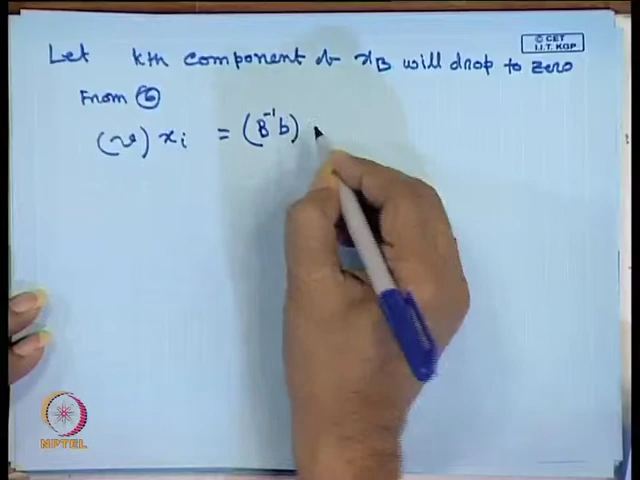 © CET
I.I.T. KGP
Let kth component of xB will drop to zero
From ⑥
(v) xi = (B⁻¹b)
NPTEL